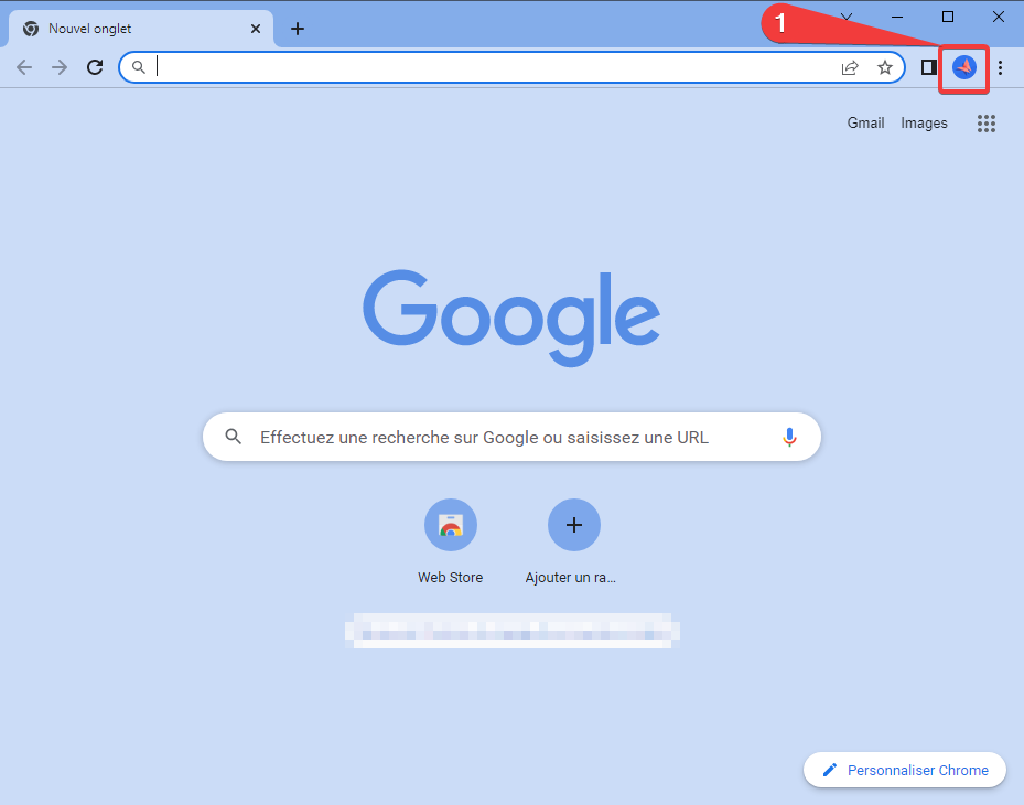 Nouvel onglet
1
Gmail Images
Google
Effectuez une recherche sur Google ou saisissez une URL
Web Store
Ajouter un ra...
Personnaliser Chrome